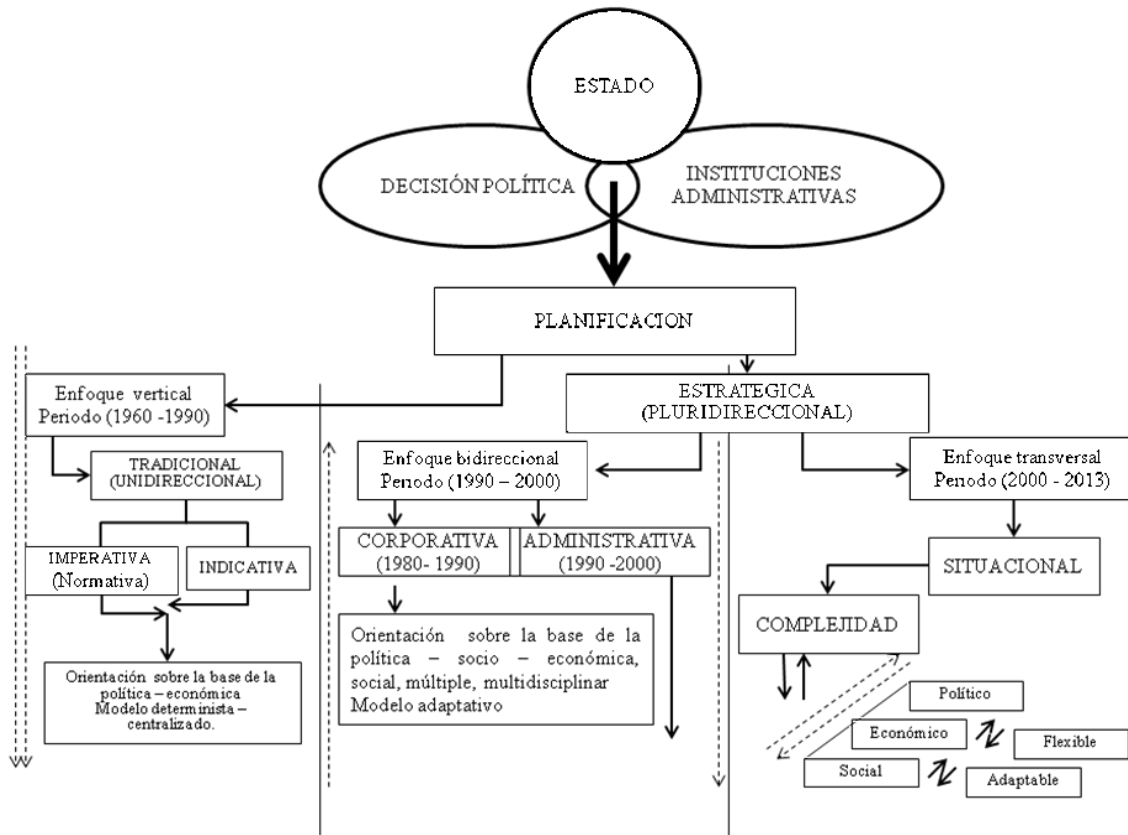 ESTADO
DECISIÓN POLÍTICA
INSTITUCIONES
ADMINISTRATIVAS
PLANIFICACION
Enfoque vertical
Periodo (1960 -1990)
TRADICIONAL
(UNIDIRECCIONAL)
IMPERATIVA
(Normativa)
INDICATIVA
Orientación sobre la base de la
política – económica
Modelo determinista –
centralizado.
ESTRATEGICA
(PLURIDIRECCIONAL)
Enfoque bidireccional
Periodo (1990 – 2000)
CORPORATIVA
(1980- 1990)
ADMINISTRATIVA
(1990 -2000)
Orientación sobre la base de la
política – socio – económica,
social, múltiple, multidisciplinar
Modelo adaptativo
Enfoque transversal
Periodo (2000 - 2013)
SITUACIONAL
COMPLEJIDAD
Político
Económico
Flexible
Social
Adaptable